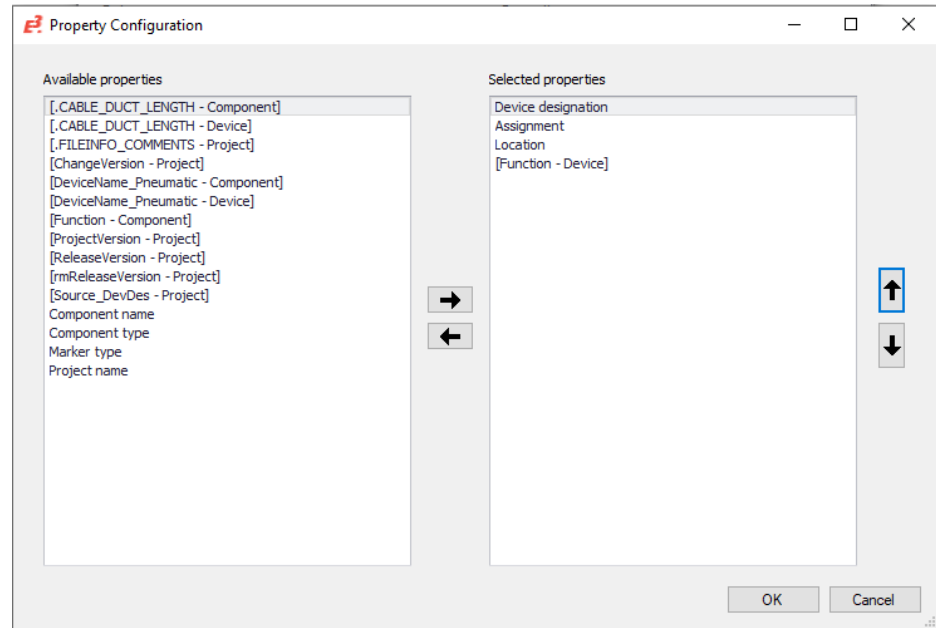 E³. Property Configuration
Available properties
[.CABLE_DUCT_LENGTH - Component]
[.CABLE_DUCT_LENGTH - Device]
[.FILEINFO_COMMENTS - Project]
[ChangeVersion - Project]
[DeviceName_Pneumatic - Component]
[DeviceName_Pneumatic - Device]
[Function - Component]
[ProjectVersion - Project]
[ReleaseVersion - Project]
[rmReleaseVersion - Project]
[Source_DevDes - Project]
Component name
Component type
Marker type
Project name
Selected properties
Device designation
Assignment
Location
[Function - Device]
OK
Cancel